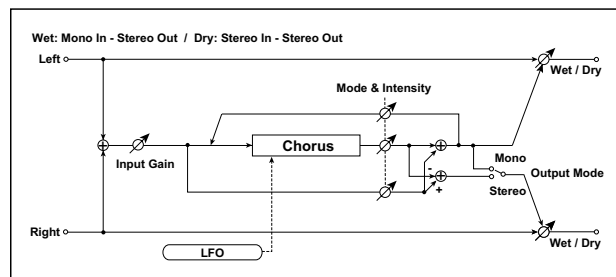 Wet: Mono In - Stereo Out / Dry: Stereo In - Stereo Out
Left
Wet / Dry
Mode & Intensity
Chorus
Input Gain
+
+
-
+
+
Mono
Output Mode
Stereo
Right
LFO
Wet / Dry